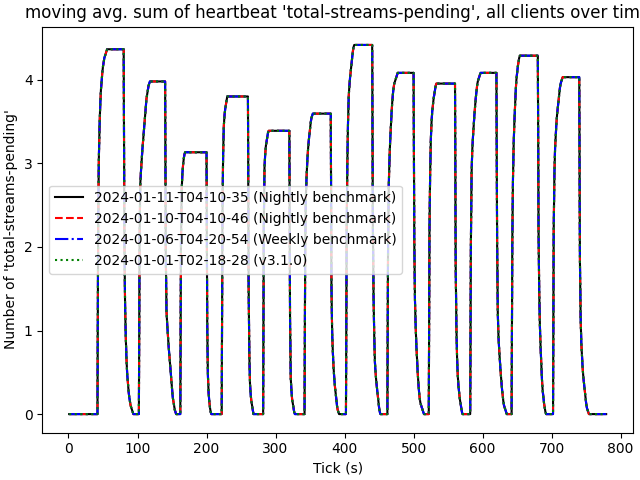 moving avg. sum of heartbeat 'total-streams-pending', all clients over tim
Number of 'total-streams-pending'
4
3
2
1
0
2024-01-11-T04-10-35 (Nightly benchmark)
2024-01-10-T04-10-46 (Nightly benchmark)
2024-01-06-T04-20-54 (Weekly benchmark)
2024-01-01-T02-18-28 (v3.1.0)
0 100 200 300 400 500 600 700 800
Tick (s)